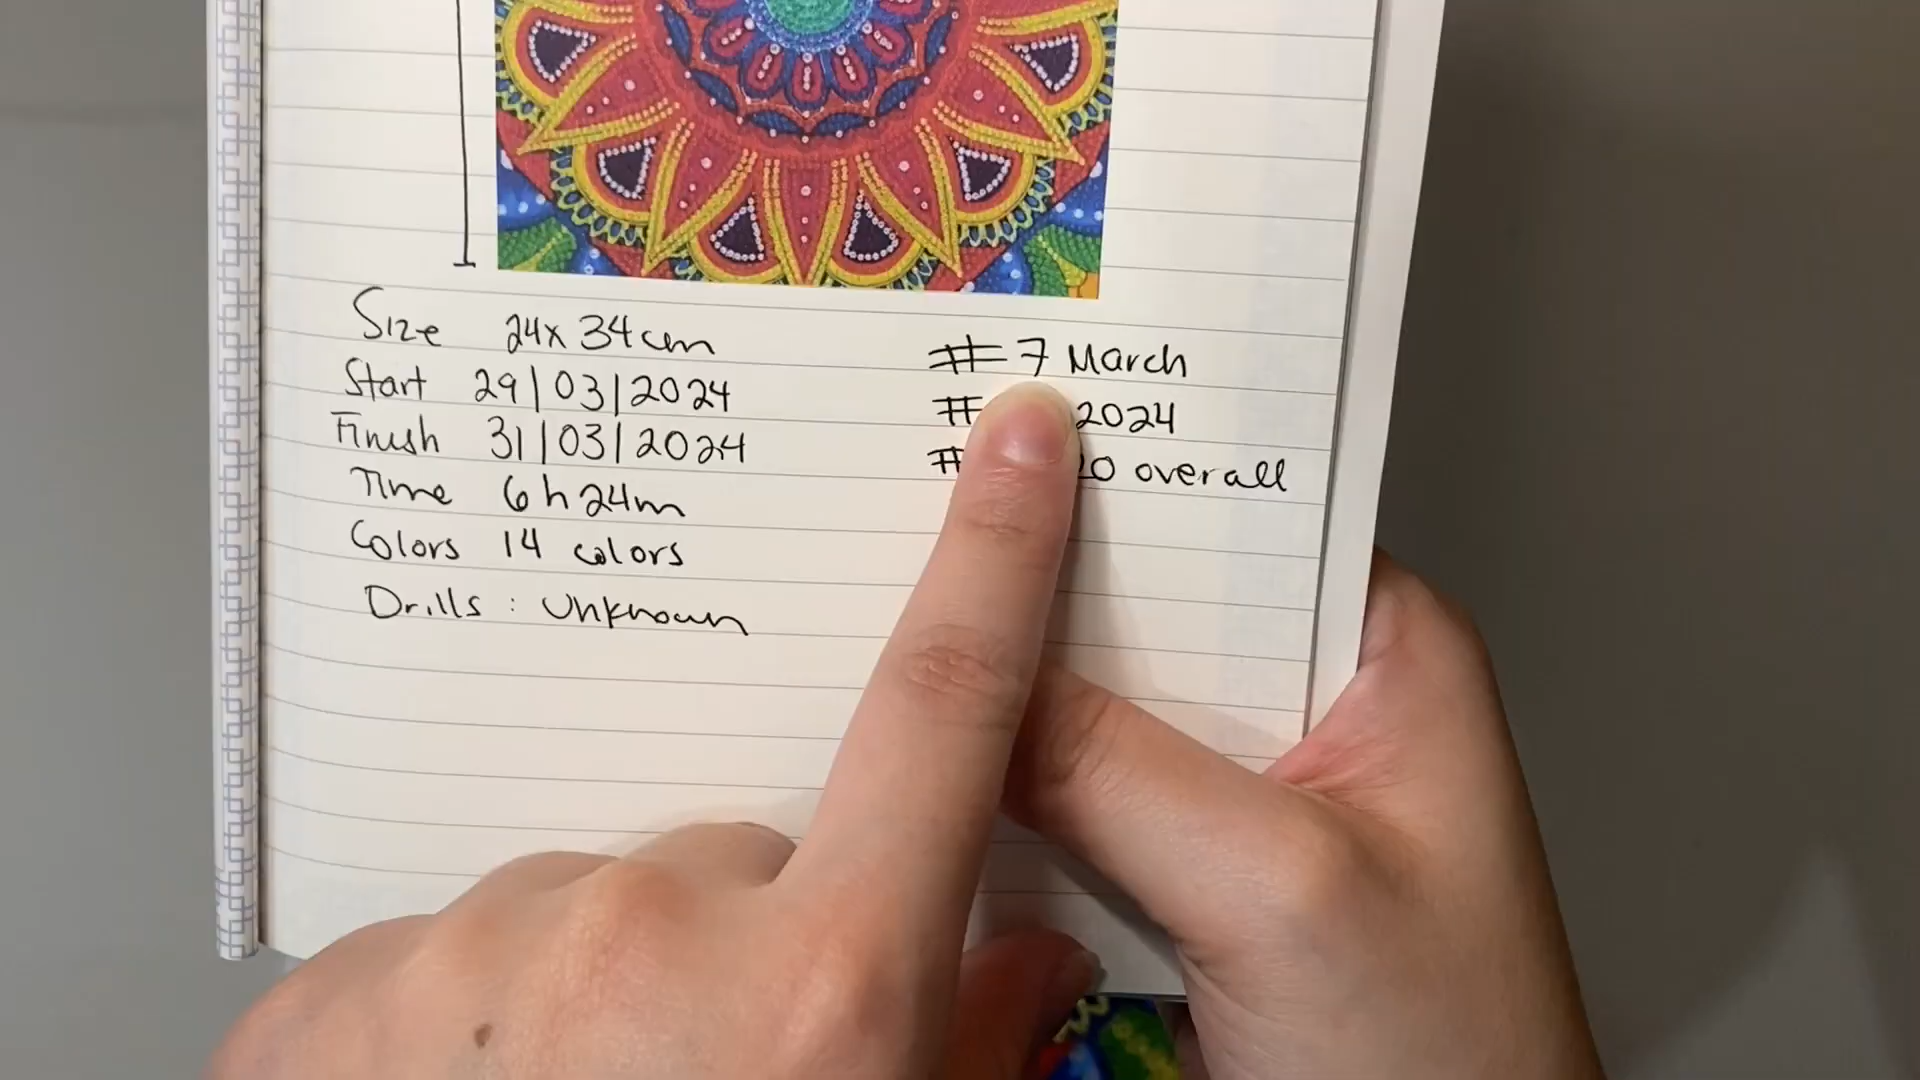 Size 24x34cm
Start 29|03|2024
Finish 31|03|2024
Time 6h24m
Colors 14 colors
Drills : Unknown
# 7 March
# 2024
# overall